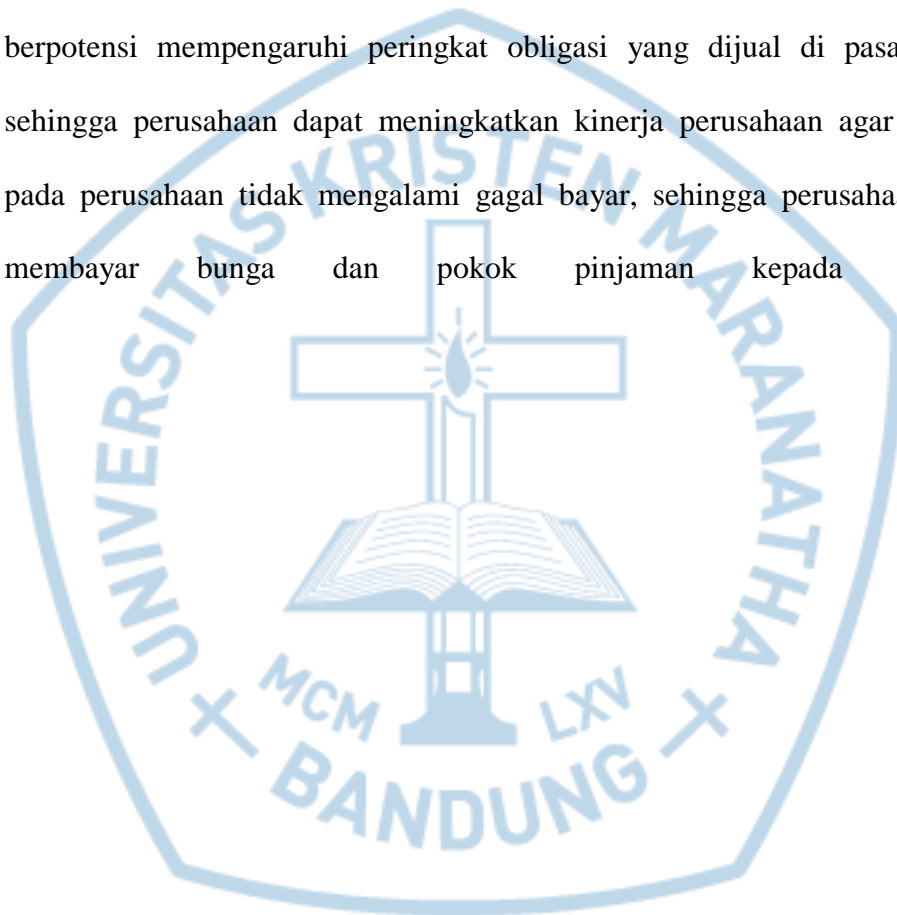 berpotensi mempengaruhi peringkat obligasi yang dijual di pasa
sehingga perusahaan dapat meningkatkan kinerja perusahaan agar
pada perusahaan tidak mengalami gagal bayar, sehingga perusaha
membayar bunga dan pokok pinjaman kepada
UNIVERSITAS KRISTEN MARANATHA
MCM LXV
BANDUNG